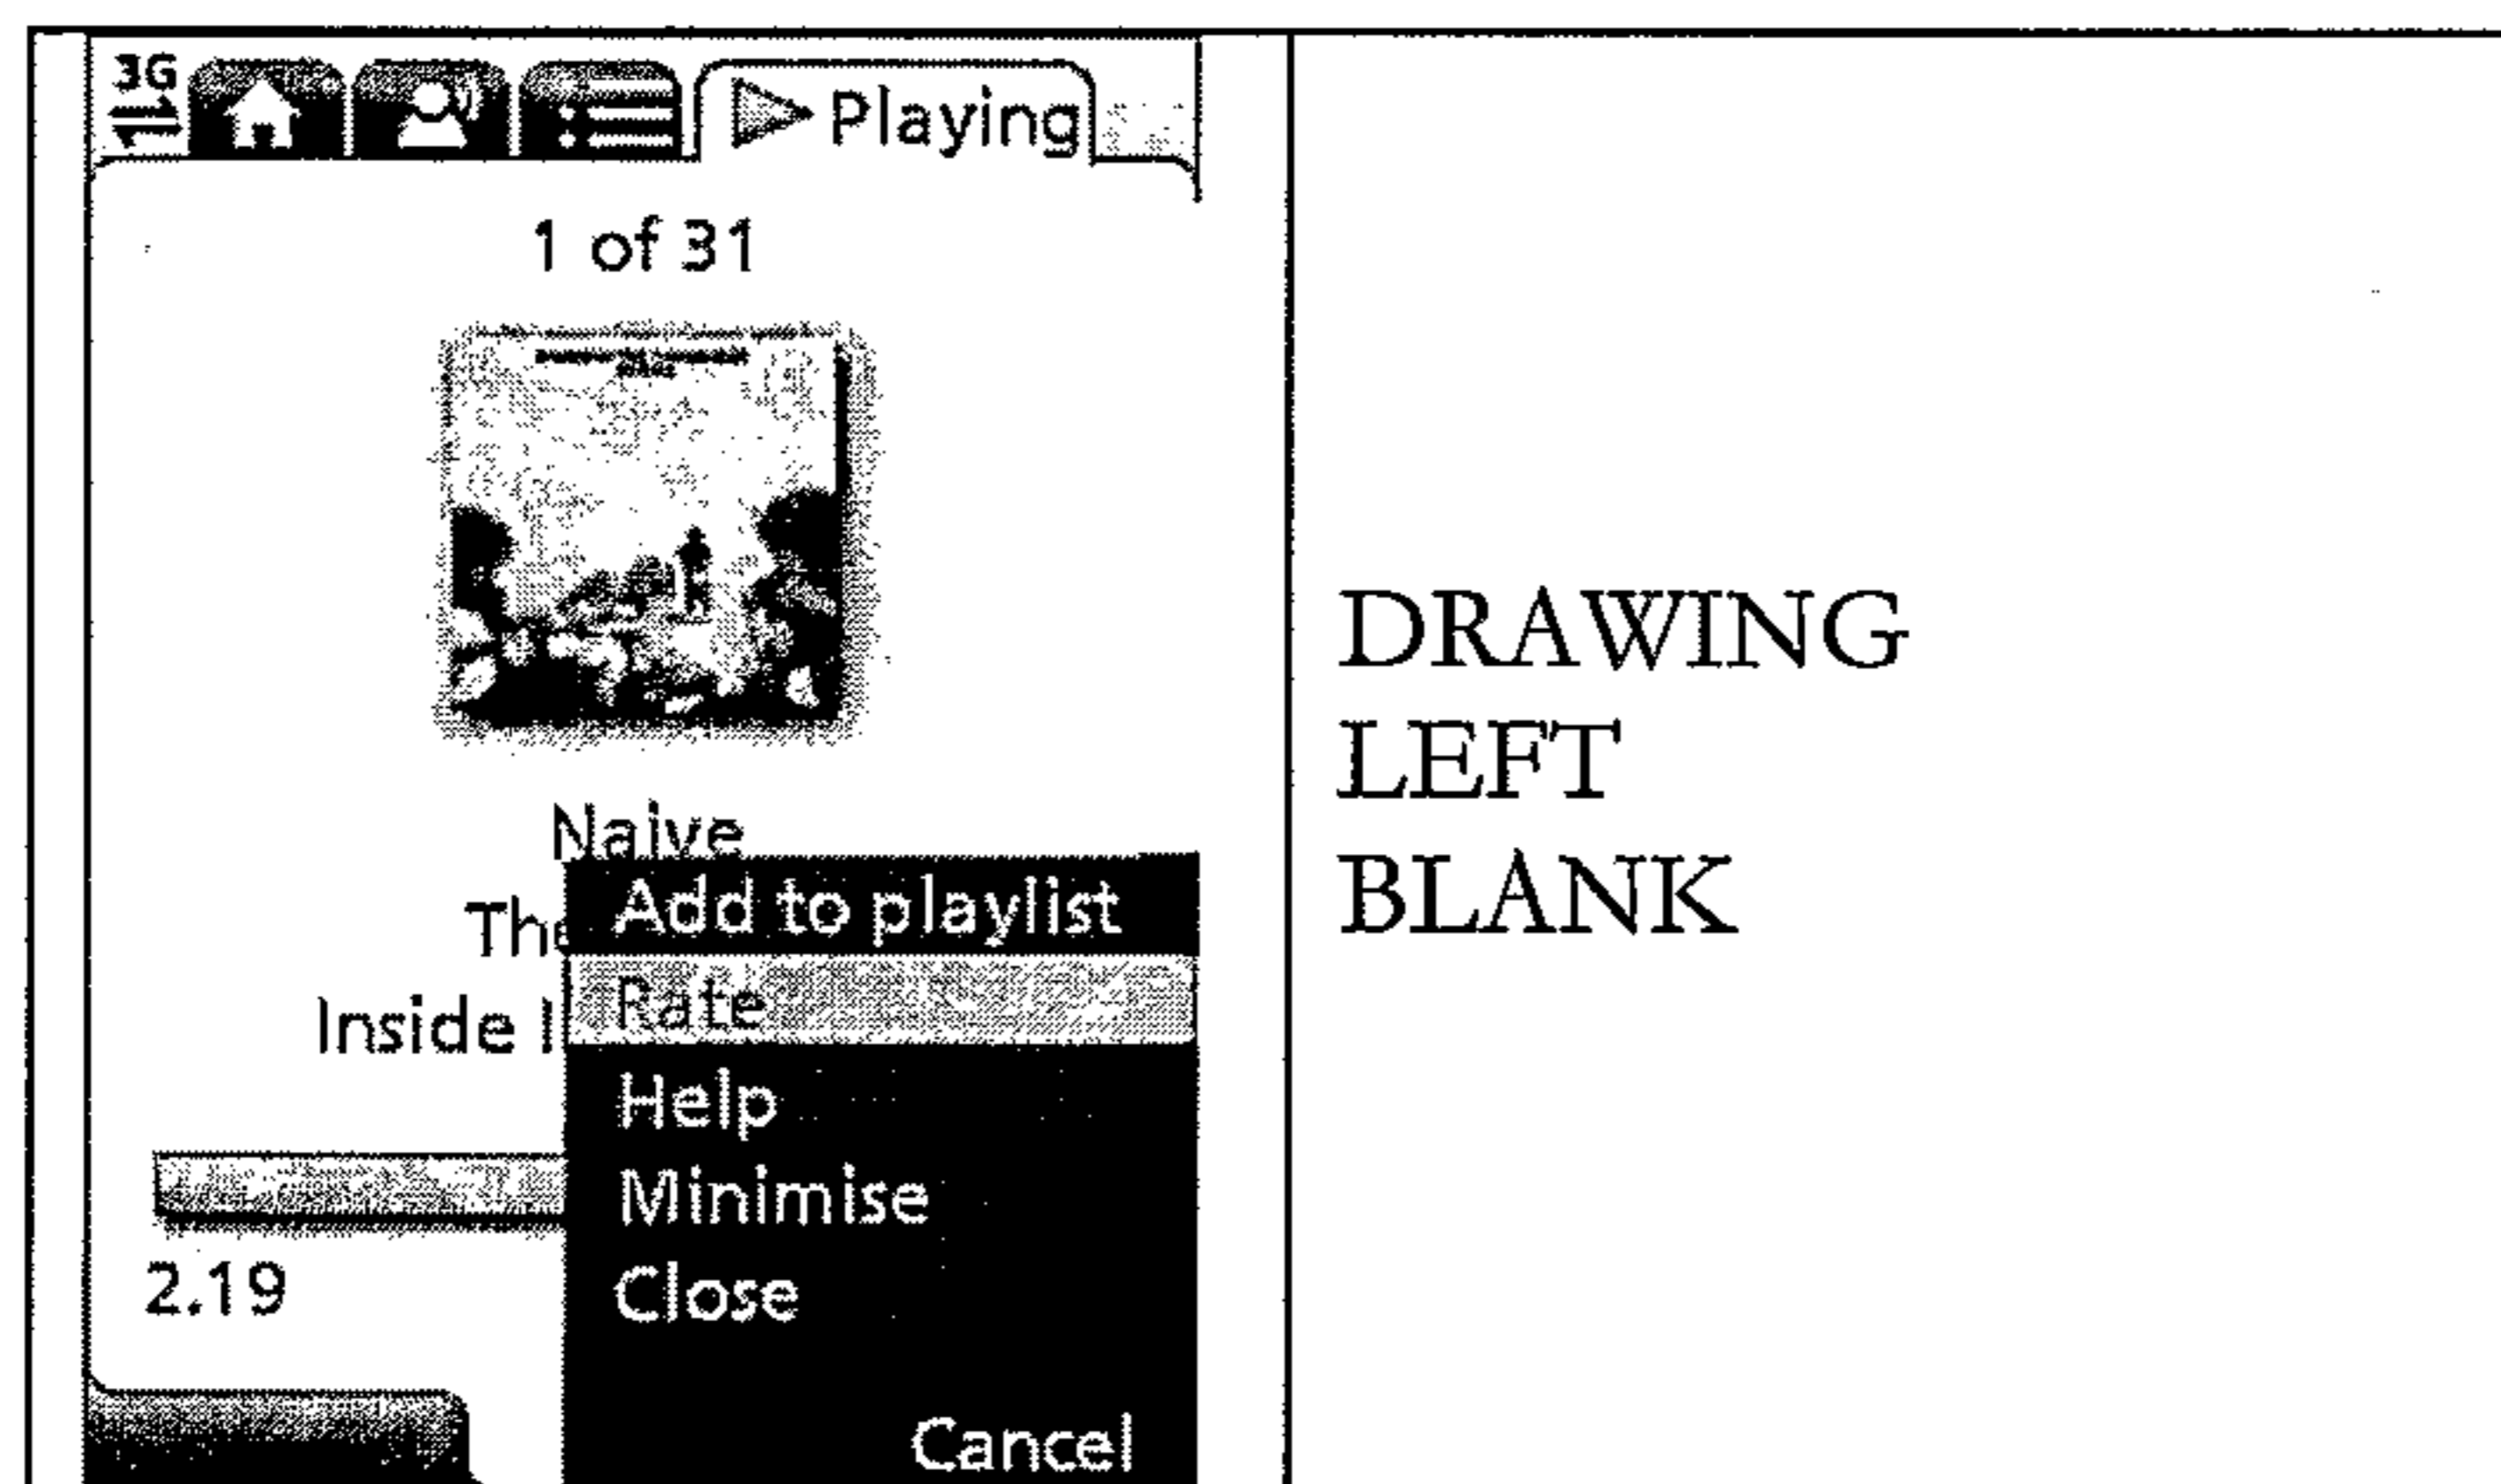 3G
Playing
1 of 31
Naive
Add to playlist
Rate
Inside
Help
Minimise
2.19
Close
Cancel
DRAWING
LEFT
BLANK